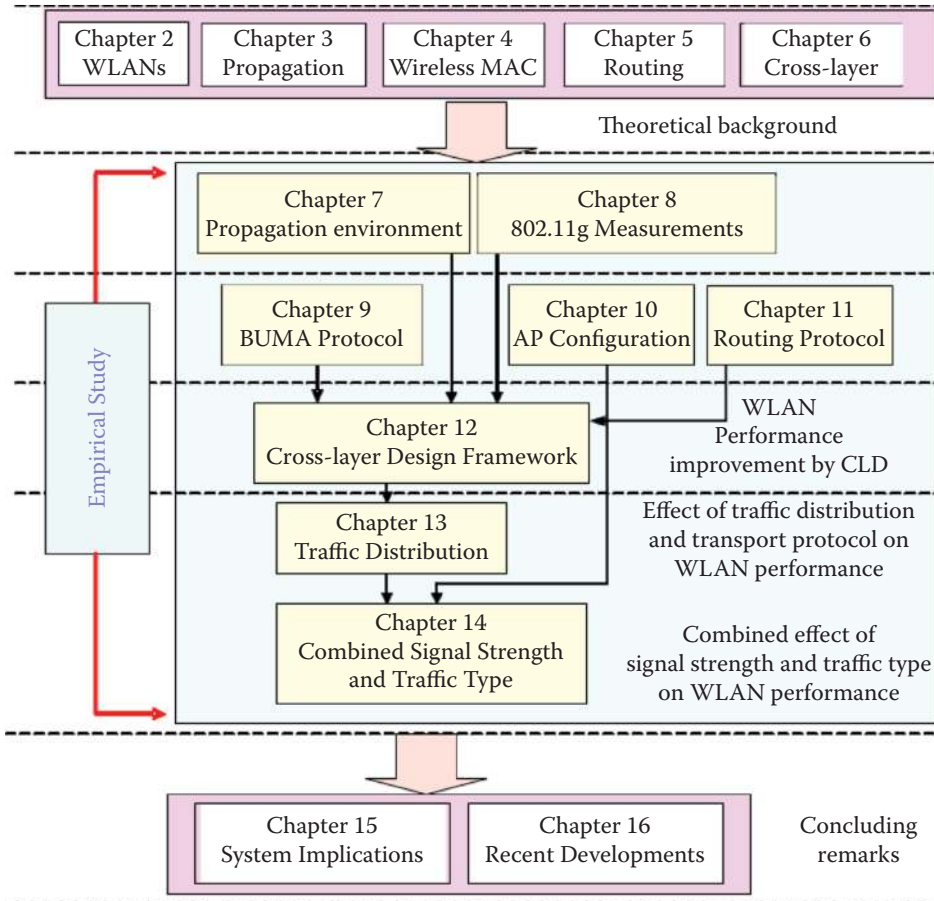 Chapter 2
WLANs
Chapter 3
Propagation
Chapter 4
Wireless MAC
Chapter 5
Routing
Chapter 6
Cross-layer
Theoretical background
Chapter 7
Propagation environment
Chapter 8
802.11g Measurements
Chapter 9
BUMA Protocol
Chapter 10
AP Configuration
Chapter 11
Routing Protocol
Empirical Study
Chapter 12
Cross-layer Design Framework
WLAN
Performance
improvement by CLD
Chapter 13
Traffic Distribution
Effect of traffic distribution
and transport protocol on
WLAN performance
Chapter 14
Combined Signal Strength
and Traffic Type
Combined effect of
signal strength and traffic type
on WLAN performance
Chapter 15
System Implications
Chapter 16
Recent Developments
Concluding
remarks